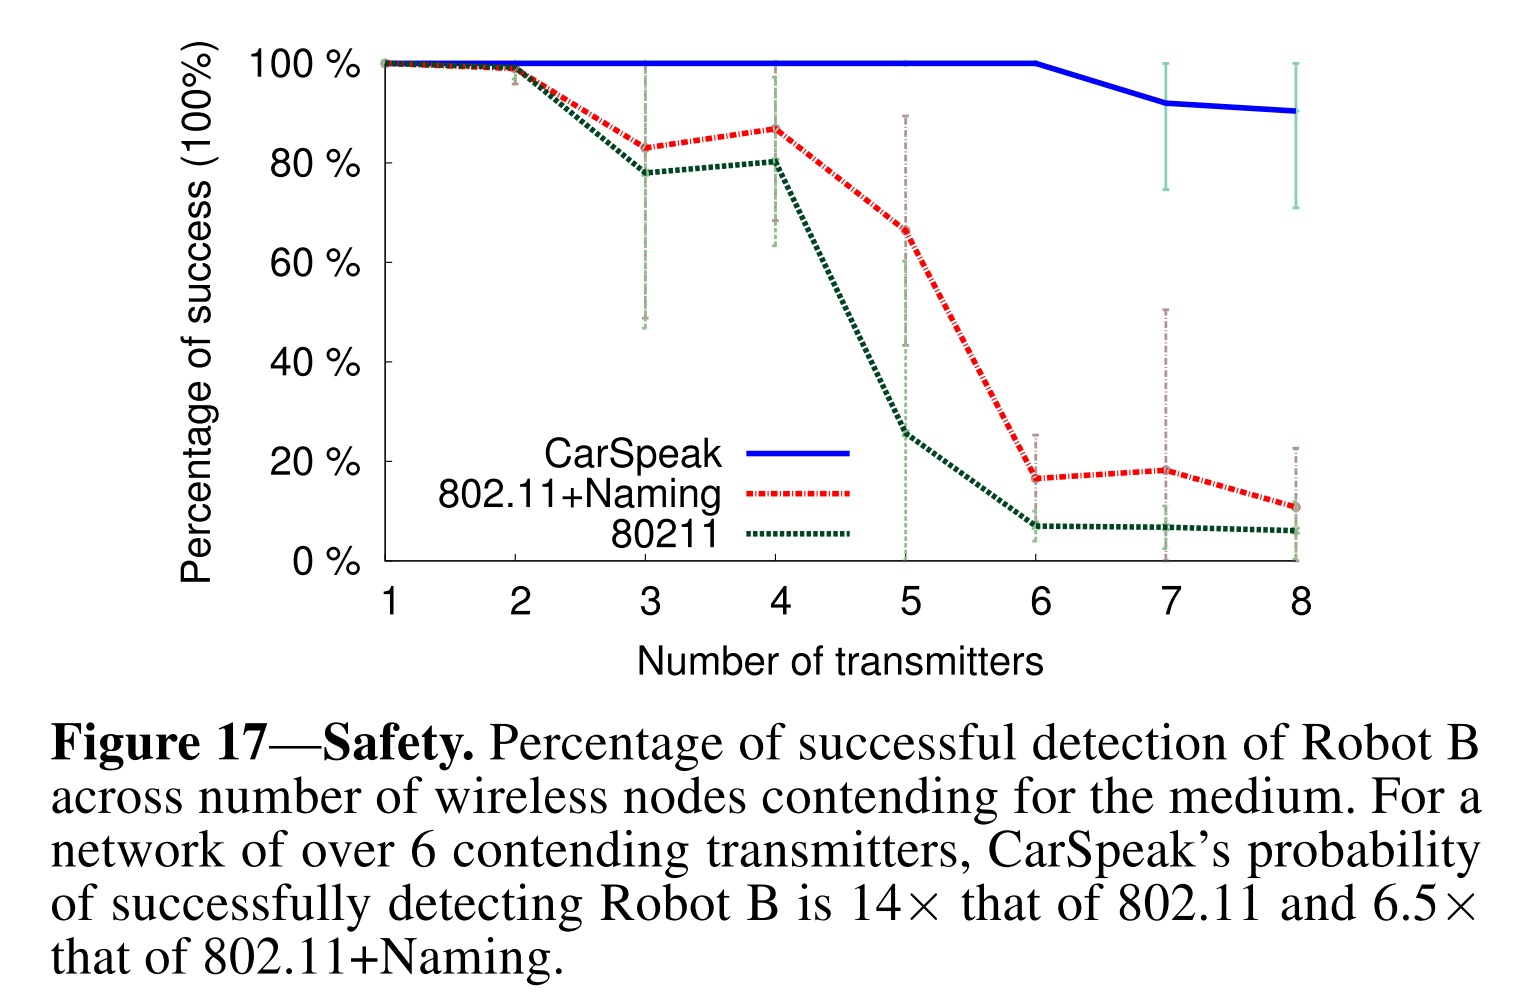 Percentage of success (100%)
100 %
80 %
60 %
40 %
20 %
0 %
CarSpeak
802.11+Naming
80211
1 2 3 4 5 6 7 8
Number of transmitters
Figure 17—Safety. Percentage of successful detection of Robot B
across number of wireless nodes contending for the medium. For a
network of over 6 contending transmitters, CarSpeak's probability
of successfully detecting Robot B is 14× that of 802.11 and 6.5×
that of 802.11+Naming.